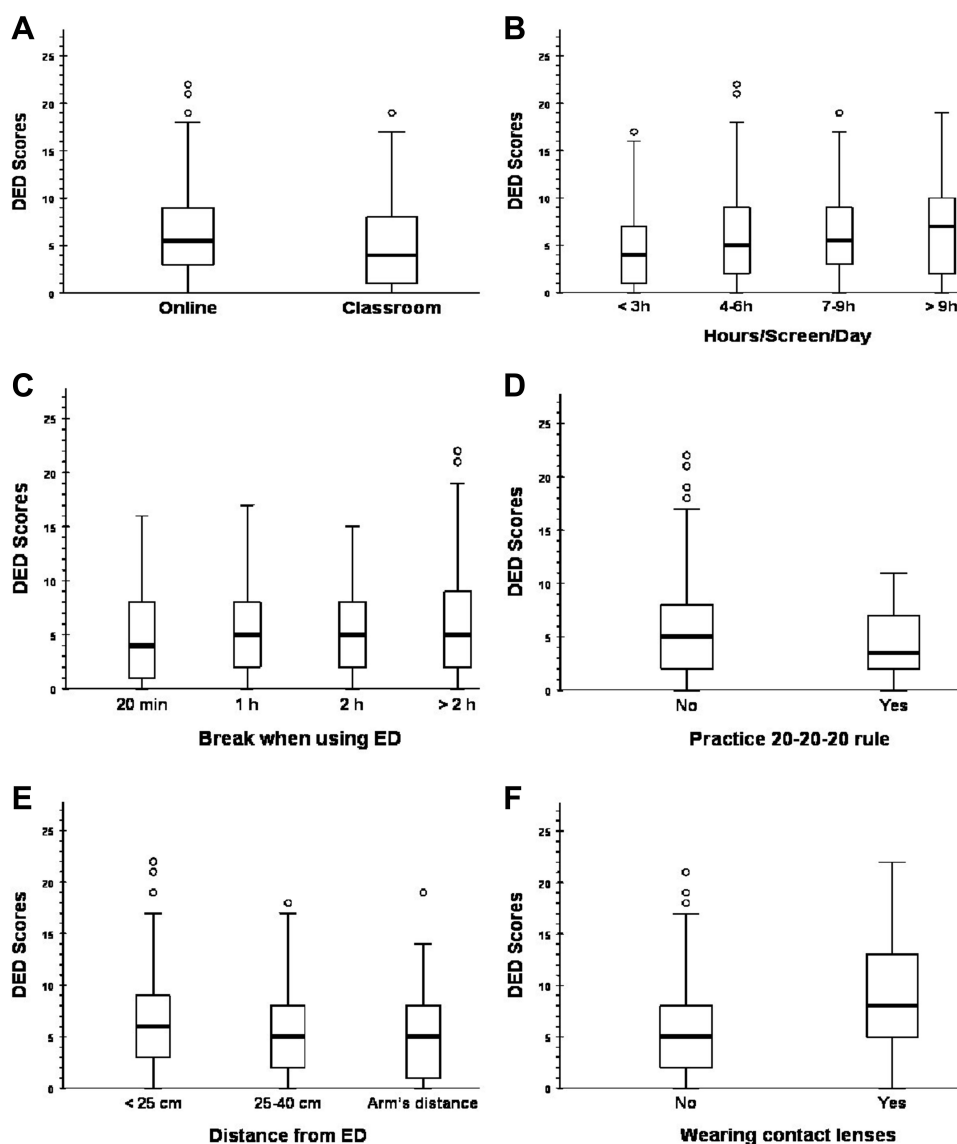 A
DED Scores
25
20
15
10
5
0
Online Classroom
B
DED Scores
25
20
15
10
5
0
< 3h 4-6h 7-9h > 9h
Hours/Screen/Day
C
DED Scores
25
20
15
10
5
0
20 min 1 h 2 h > 2 h
Break when using ED
D
DED Scores
25
20
15
10
5
0
No Yes
Practice 20-20-20 rule
E
DED Scores
25
20
15
10
5
0
< 25 cm 25-40 cm Arm's distance
Distance from ED
F
DED Scores
25
20
15
10
5
0
No Yes
Wearing contact lenses